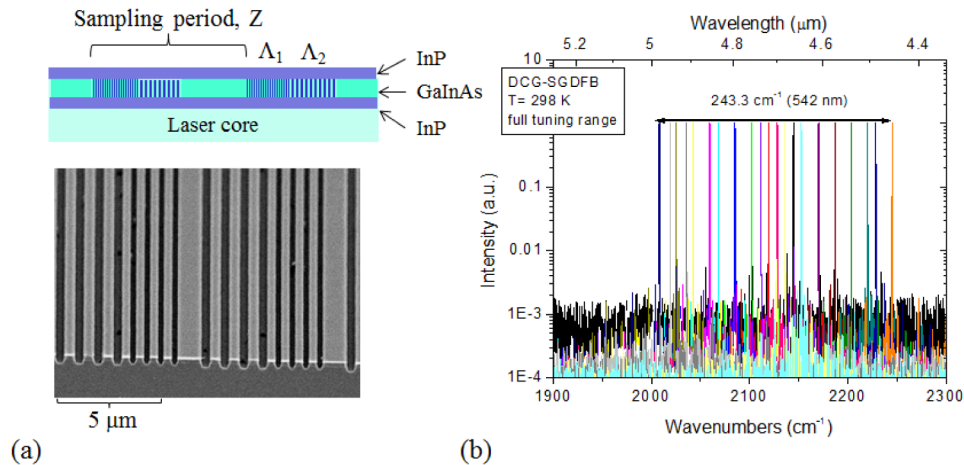 Sampling period, Z
Λ1 Λ2
InP
GaInAs
InP
Laser core
5 μm
(a)
Wavelength (μm)
5.2 5 4.8 4.6 4.4
10
DCG-SGDFB
T= 298 K
full tuning range
243.3 cm⁻¹ (542 nm)
0.1
0.01
1E-3
1E-4
Intensity (a.u.)
1900 2000 2100 2200 2300
Wavenumbers (cm⁻¹)
(b)